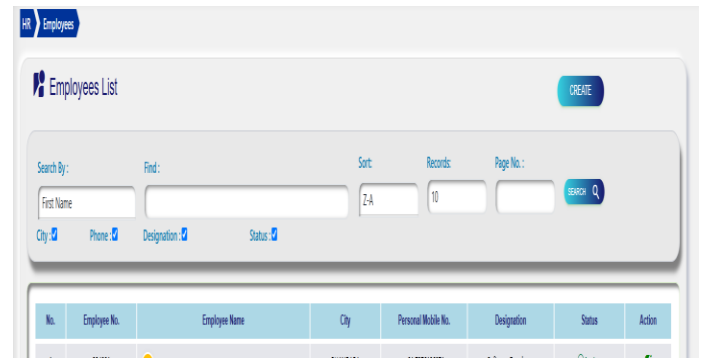 HR Employees
Employees List
CREATE
Search By : Find : Sort: Records: Page No. :
First Name Z-A 10 SEARCH
City : Phone : Designation : Status :
No. Employee No. Employee Name City Personal Mobile No. Designation Status Action